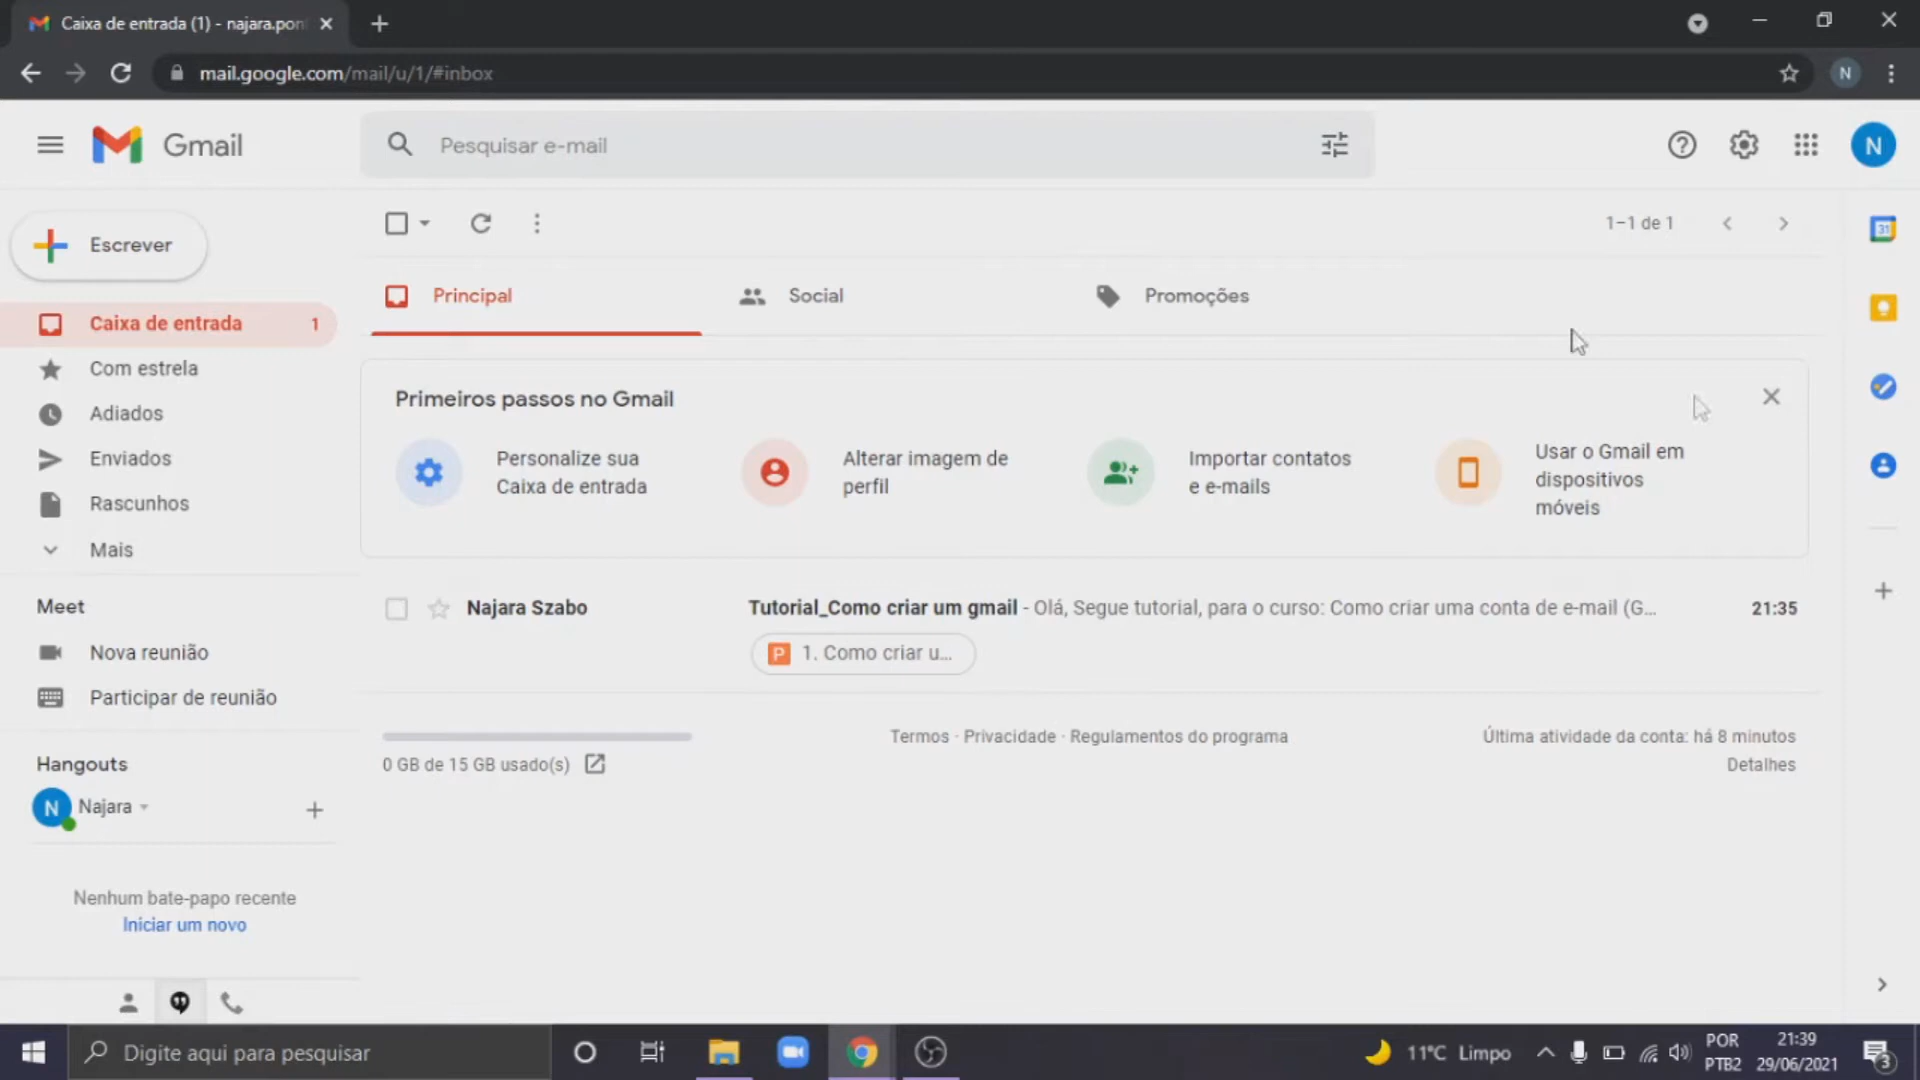 Caixa de entrada (1) - najara.pon
mail.google.com/mail/u/1/#inbox
N
Gmail
Pesquisar e-mail
N
Escrever
1–1 de 1
31
Principal
Social
Promoções
Caixa de entrada 1
Com estrela
Adiados
Enviados
Rascunhos
Mais
Primeiros passos no Gmail
Personalize sua
Caixa de entrada
Alterar imagem de
perfil
Importar contatos
e e-mails
Usar o Gmail em
dispositivos
móveis
Najara Szabo
Tutorial_Como criar um gmail - Olá, Segue tutorial, para o curso: Como criar uma conta de e-mail (G...
21:35
P 1. Como criar u...
Meet
Nova reunião
Participar de reunião
0 GB de 15 GB usado(s)
Termos · Privacidade · Regulamentos do programa
Última atividade da conta: há 8 minutos
Detalhes
Hangouts
N Najara
Nenhum bate-papo recente
Iniciar um novo
Digite aqui para pesquisar
11°C Limpo
POR
PTB2
21:39
29/06/2021
3